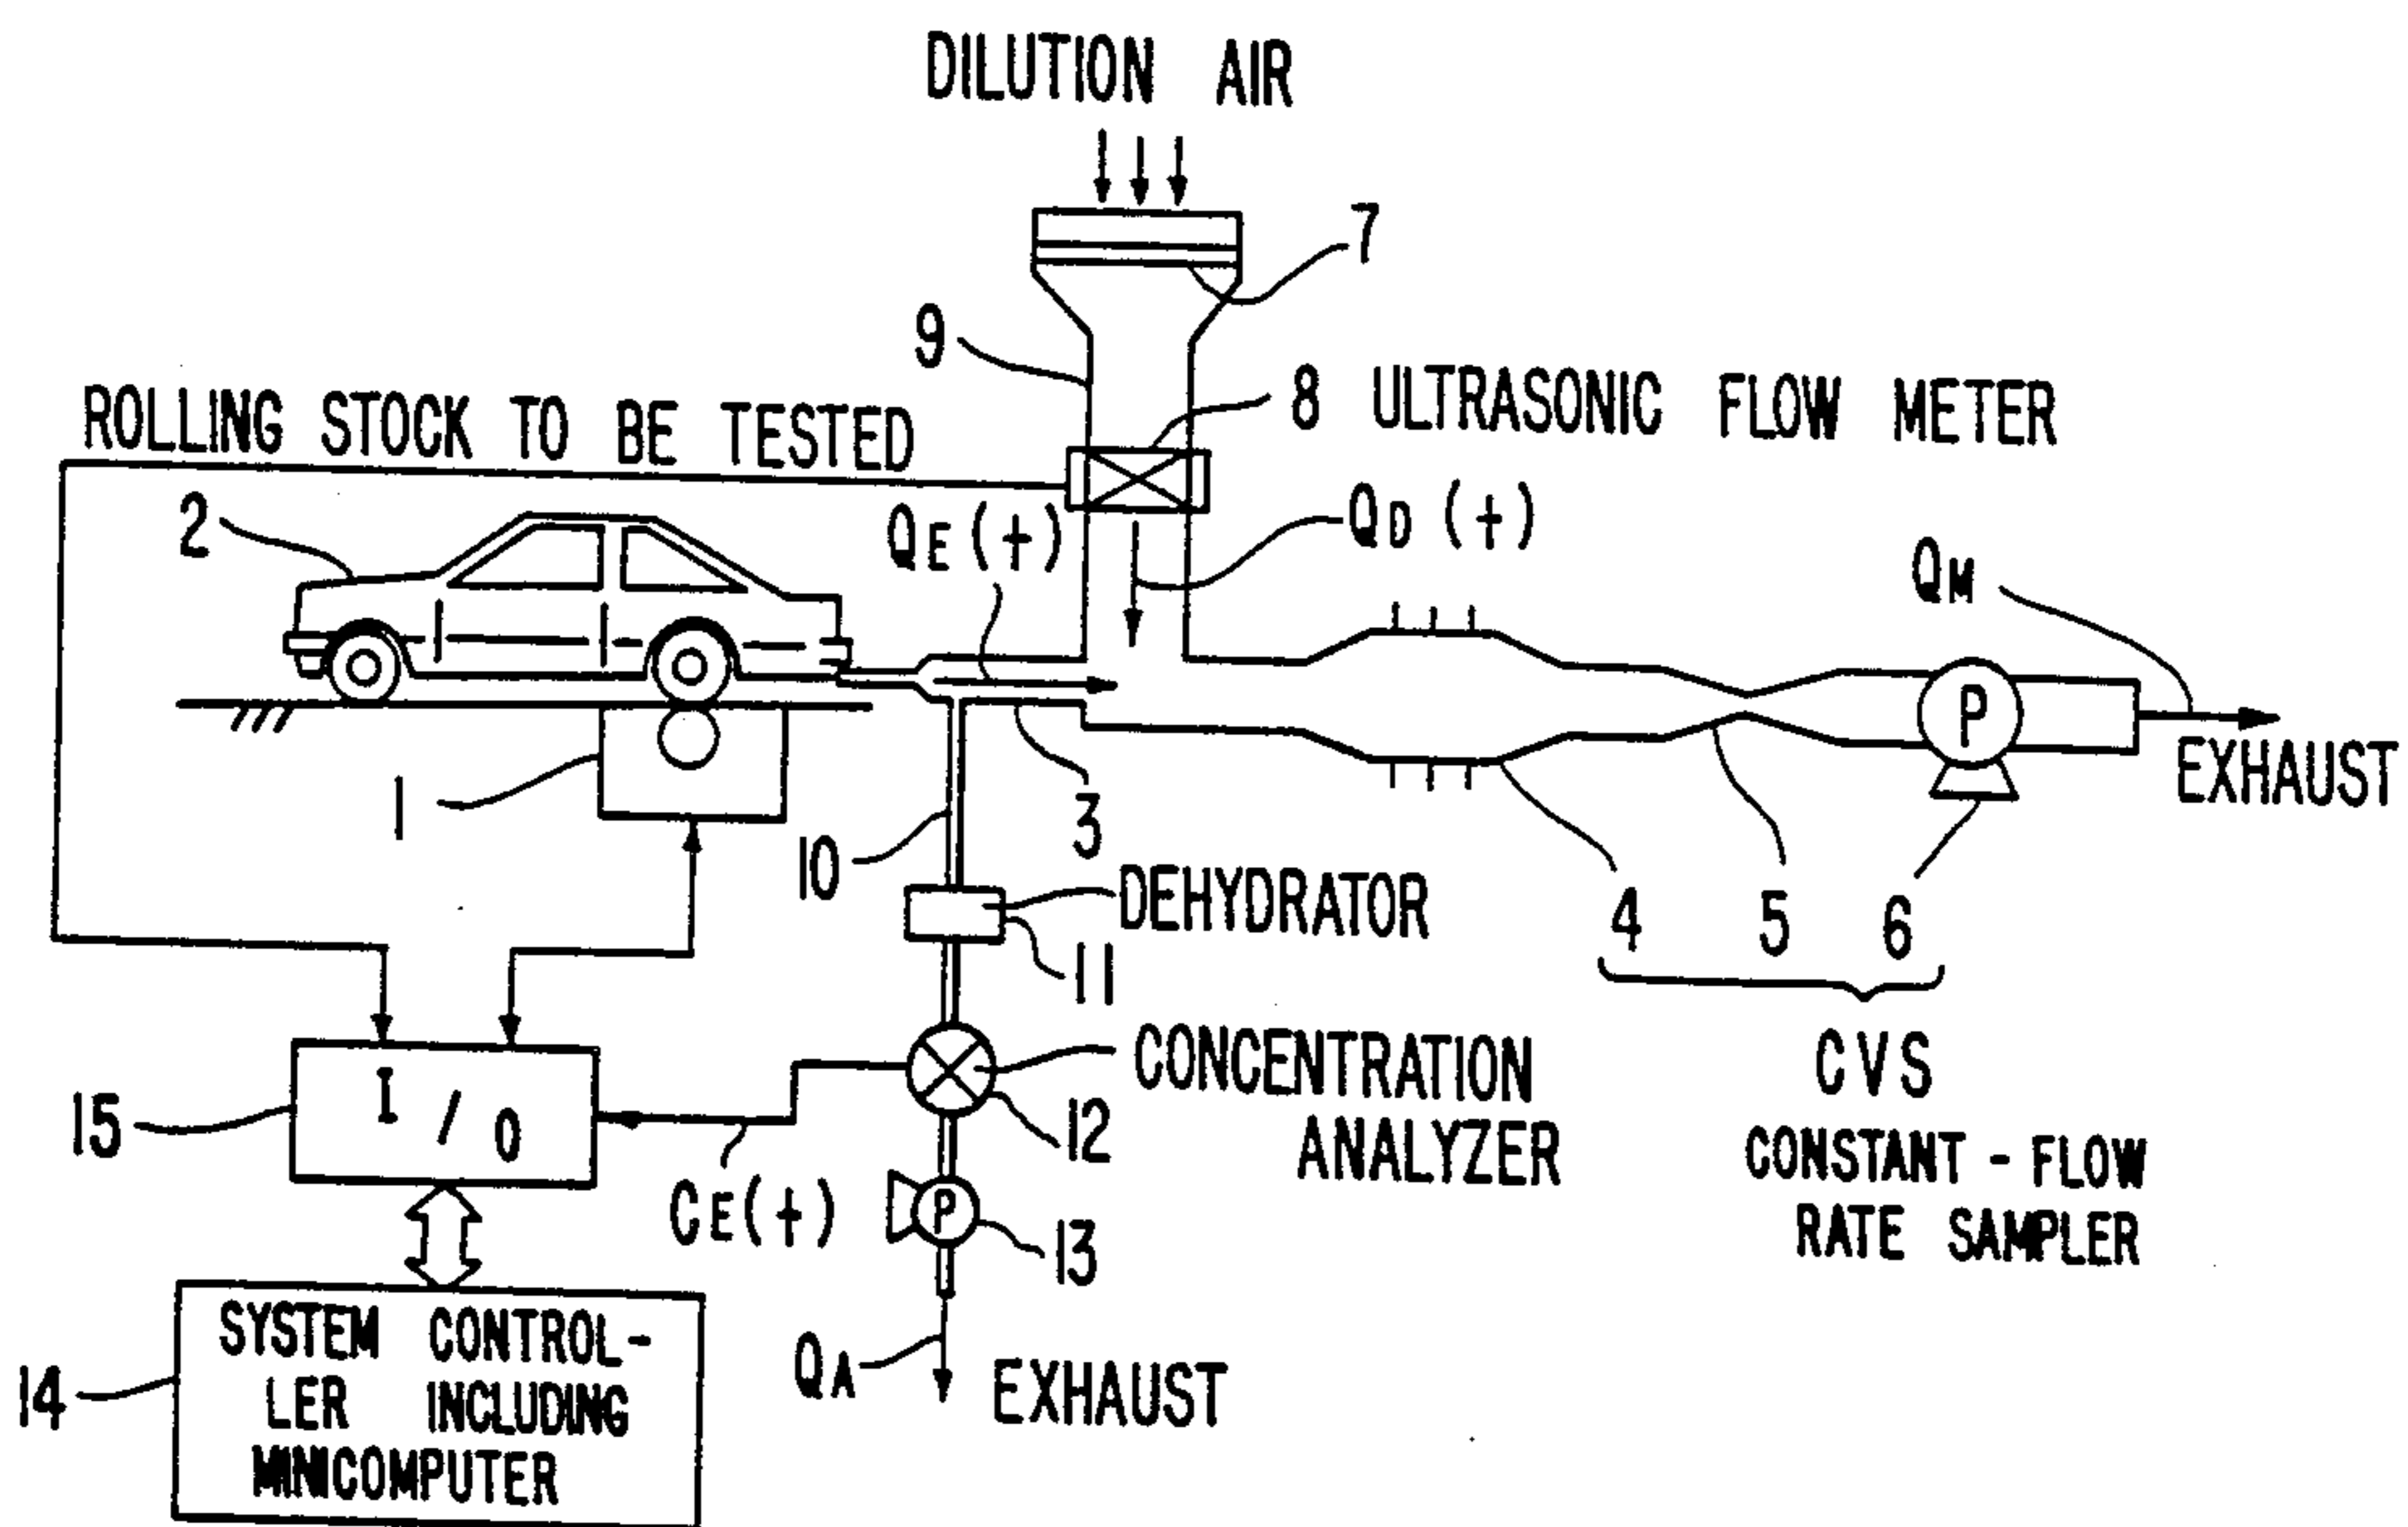 DILUTION AIR
7
9
8 ULTRASONIC FLOW METER
ROLLING STOCK TO BE TESTED
2
QE (+)
QD (+)
QM
P
EXHAUST
1
10
3
DEHYDRATOR
11
4 5 6
CVS
CONSTANT - FLOW
RATE SAMPLER
CONCENTRATION
ANALYZER
12
I / O
15
CE (+)
P
13
QA
EXHAUST
14
SYSTEM CONTROL-
LER INCLUDING
MINICOMPUTER